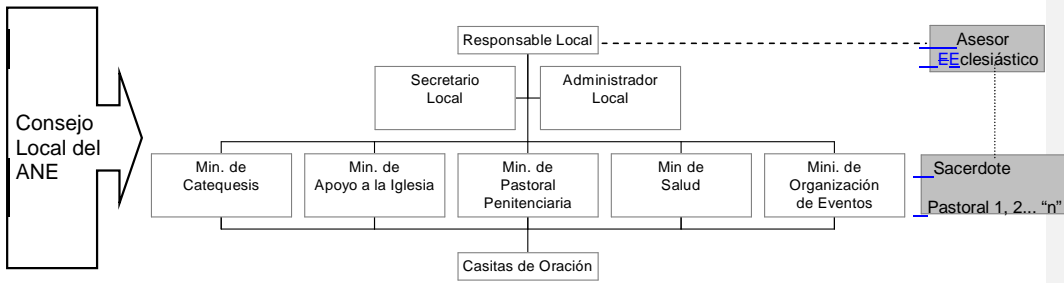 Responsable Local
Asesor
EEclesiástico
Secretario
Local
Administrador
Local
Consejo
Local del
ANE
Min. de
Catequesis
Min. de
Apoyo a la Iglesia
Min. de
Pastoral
Penitenciaria
Min de
Salud
Mini. de
Organización
de Eventos
Sacerdote
Pastoral 1, 2... “n”
Casitas de Oración